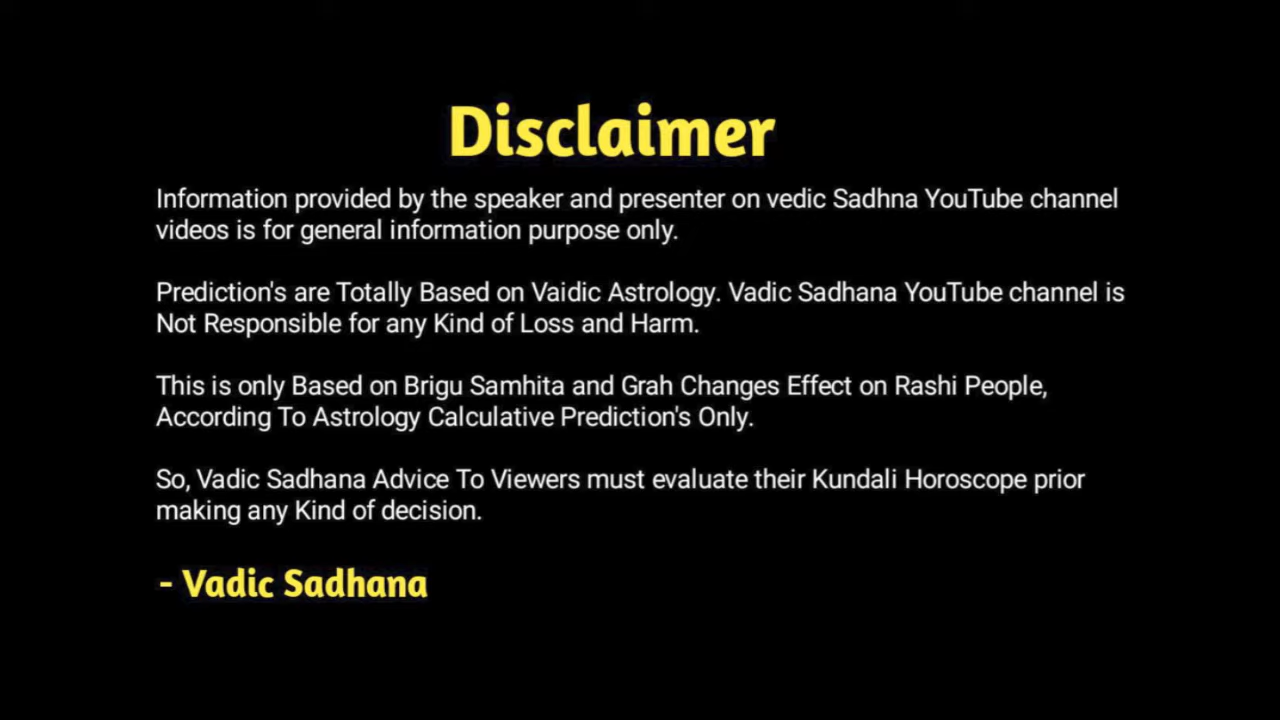 Disclaimer
Information provided by the speaker and presenter on vedic Sadhna YouTube channel
videos is for general information purpose only.
Prediction's are Totally Based on Vaidic Astrology. Vadic Sadhana YouTube channel is
Not Responsible for any Kind of Loss and Harm.
This is only Based on Brigu Samhita and Grah Changes Effect on Rashi People,
According To Astrology Calculative Prediction's Only.
So, Vadic Sadhana Advice To Viewers must evaluate their Kundali Horoscope prior
making any Kind of decision.
- Vadic Sadhana